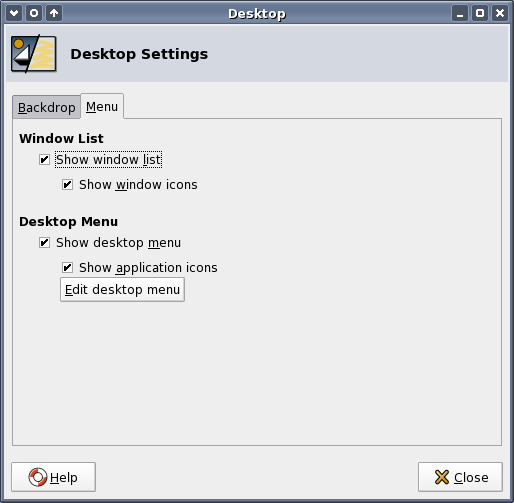 Desktop
Desktop Settings
Backdrop Menu
Window List
Show window list
Show window icons
Desktop Menu
Show desktop menu
Show application icons
Edit desktop menu
Help Close